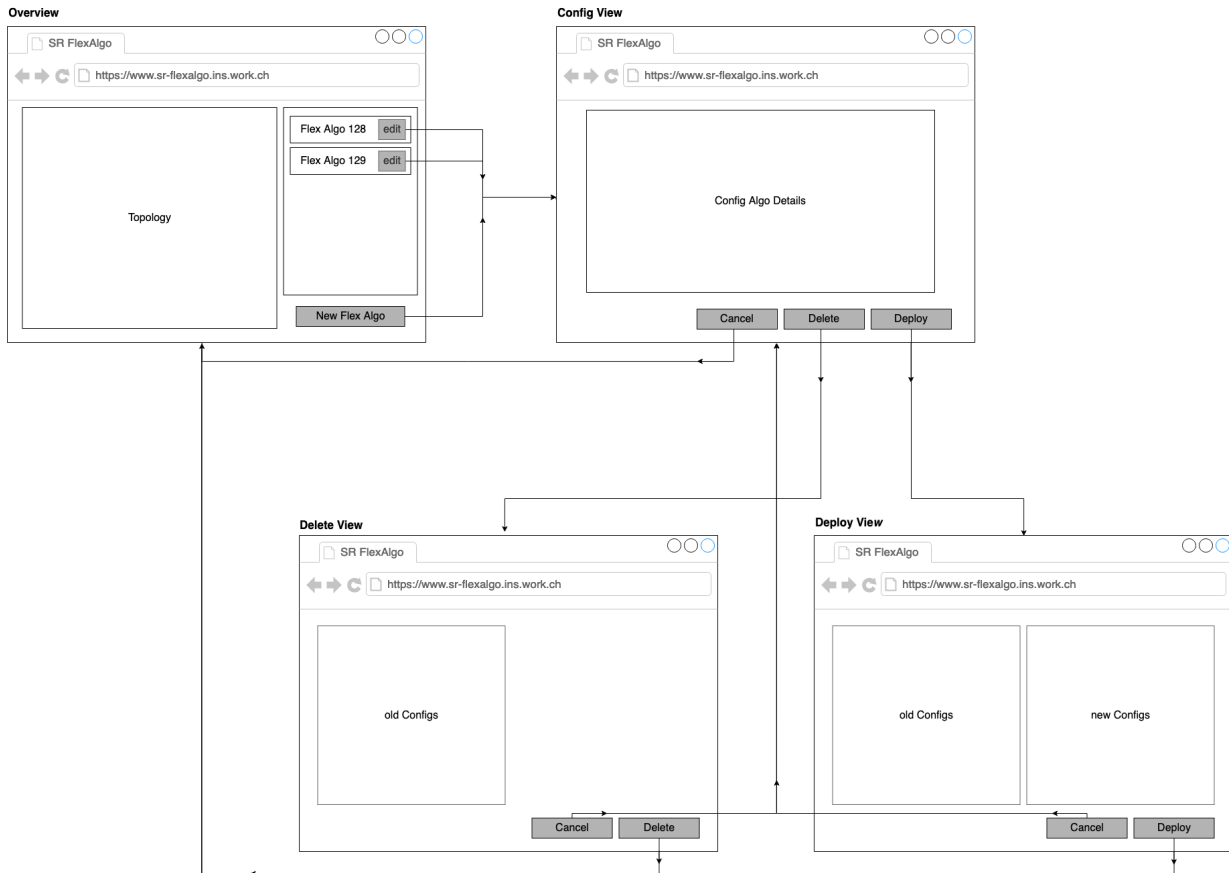 Overview
SR FlexAlgo
https://www.sr-flexalgo.ins.work.ch
Topology
Flex Algo 128 edit
Flex Algo 129 edit
New Flex Algo
Config View
SR FlexAlgo
https://www.sr-flexalgo.ins.work.ch
Config Algo Details
Cancel Delete Deploy
Delete View
SR FlexAlgo
https://www.sr-flexalgo.ins.work.ch
old Configs
Cancel Delete
Deploy View
SR FlexAlgo
https://www.sr-flexalgo.ins.work.ch
old Configs new Configs
Cancel Deploy